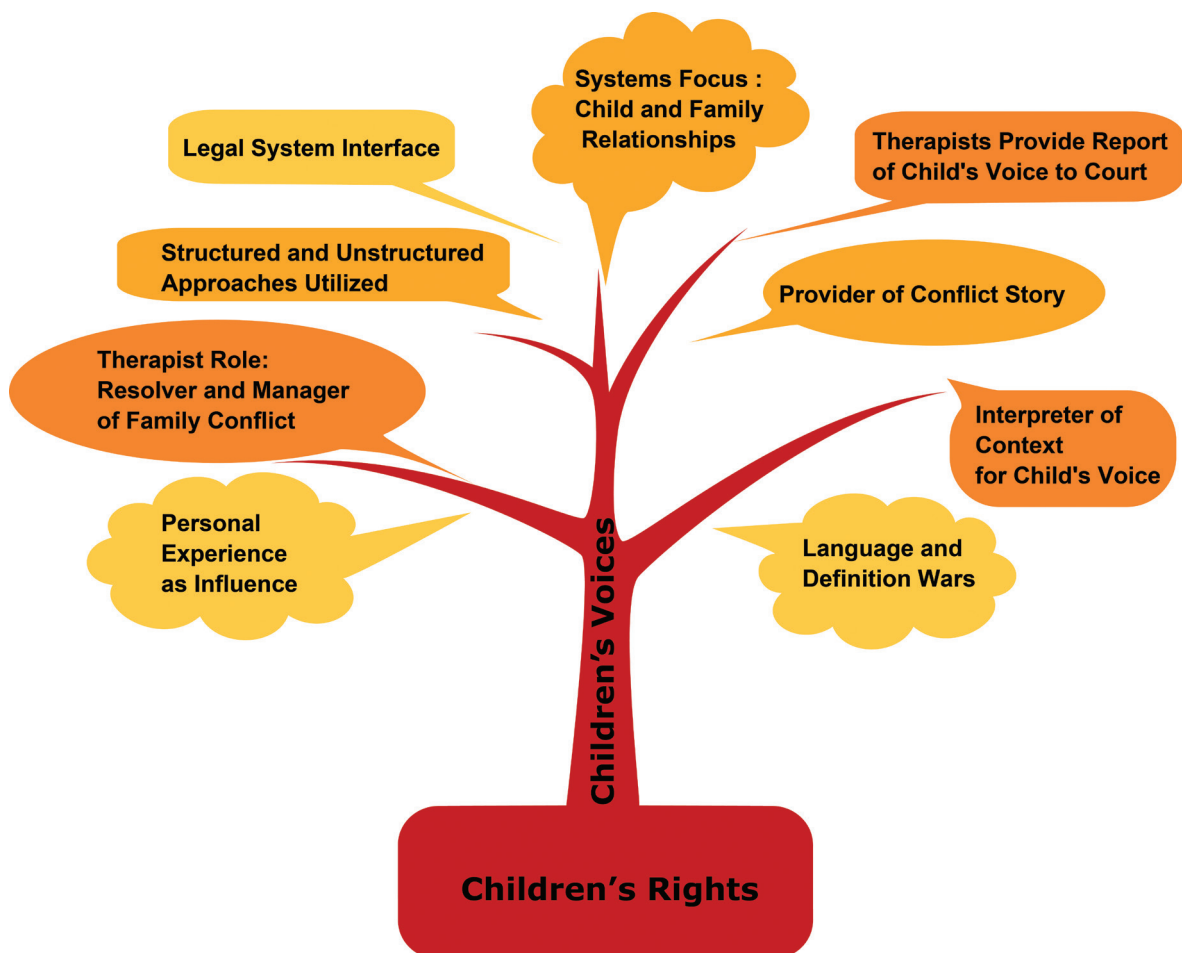 Systems Focus :
Child and Family
Relationships
Legal System Interface
Therapists Provide Report
of Child's Voice to Court
Structured and Unstructured
Approaches Utilized
Provider of Conflict Story
Therapist Role:
Resolver and Manager
of Family Conflict
Interpreter of
Context
for Child's Voice
Personal
Experience
as Influence
Language and
Definition Wars
Children’s Voices
Children’s Rights